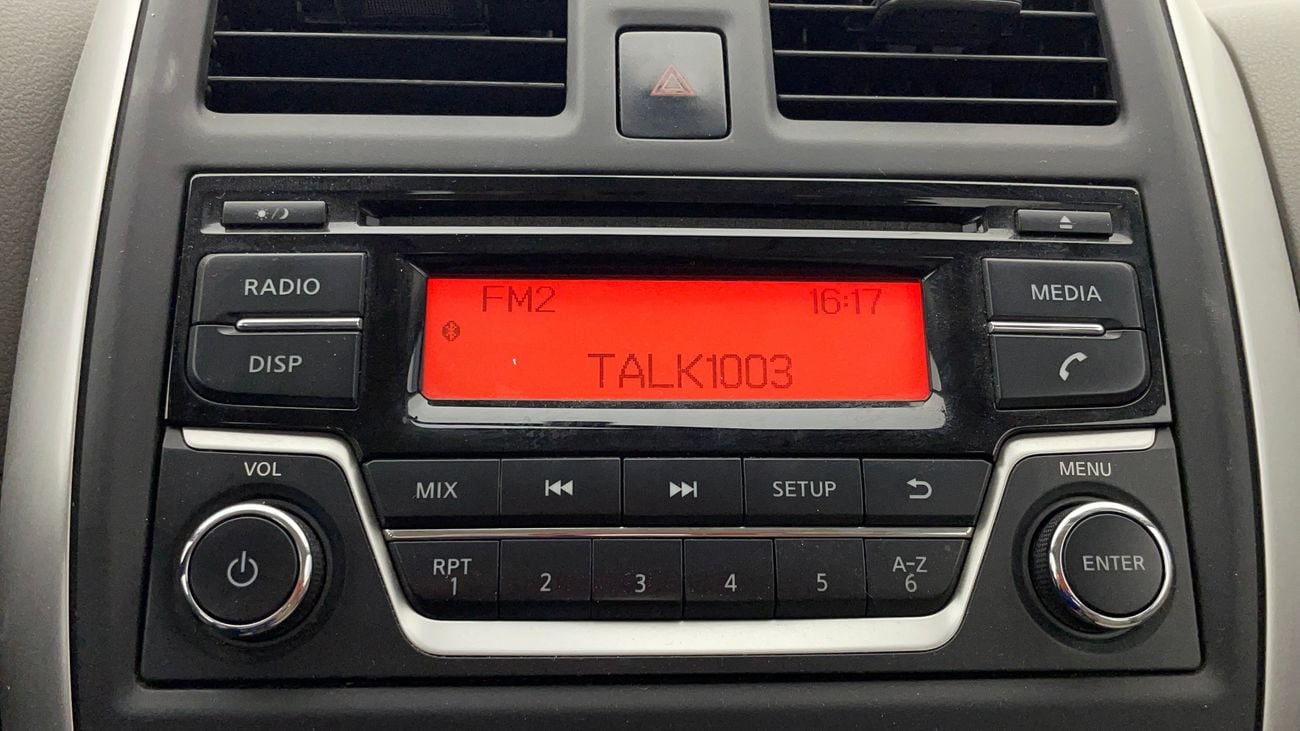 RADIO
DISP
FM2 16:17
TALK1003
MEDIA
VOL
MIX
SETUP
MENU
RPT
1
2
3
4
5
A-Z
6
ENTER